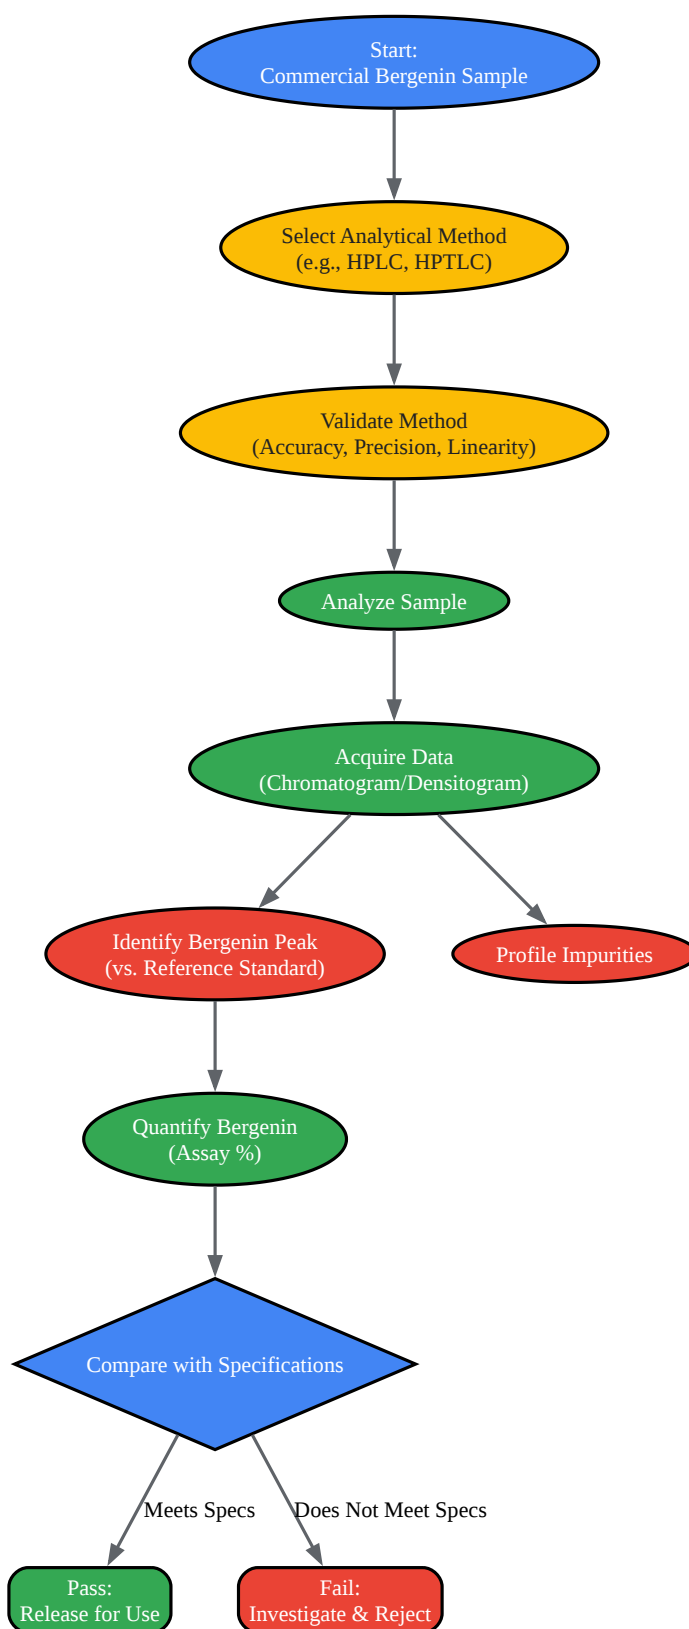 Start:
Commercial Bergenin Sample
Select Analytical Method
(e.g., HPLC, HPTLC)
Validate Method
(Accuracy, Precision, Linearity)
Analyze Sample
Acquire Data
(Chromatogram/Densitogram)
Identify Bergenin Peak
(vs. Reference Standard)
Profile Impurities
Quantify Bergenin
(Assay %)
Compare with Specifications
Meets Specs
Does Not Meet Specs
Pass:
Release for Use
Fail:
Investigate & Reject